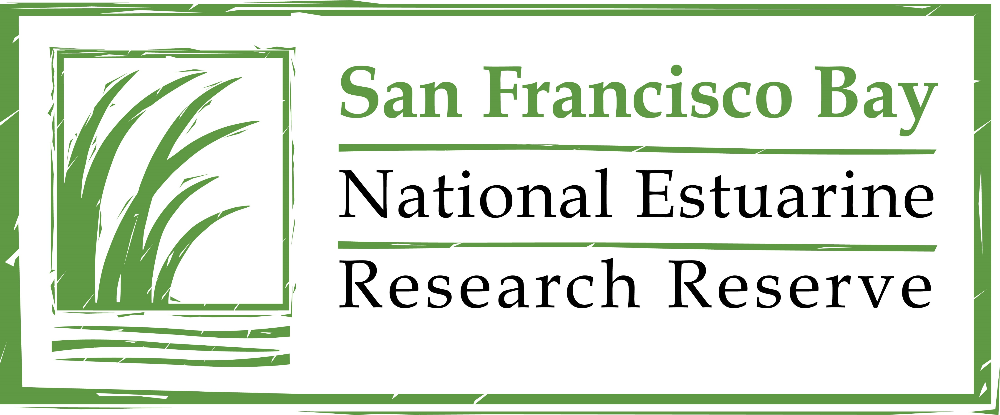 San Francisco Bay
National Estuarine
Research Reserve